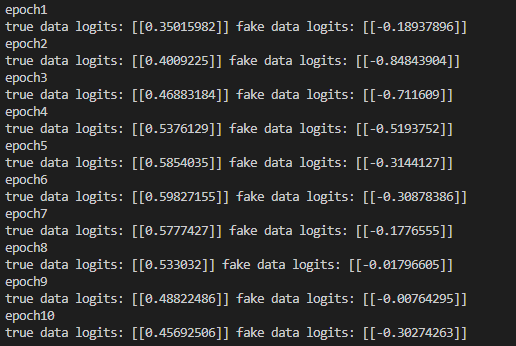 epoch1
true data logits: [[0.35015982]] fake data logits: [[-0.18937896]]
epoch2
true data logits: [[0.4009225]] fake data logits: [[-0.84843904]]
epoch3
true data logits: [[0.46883184]] fake data logits: [[-0.711609]]
epoch4
true data logits: [[0.5376129]] fake data logits: [[-0.5193752]]
epoch5
true data logits: [[0.5854035]] fake data logits: [[-0.3144127]]
epoch6
true data logits: [[0.59827155]] fake data logits: [[-0.30878386]]
epoch7
true data logits: [[0.5777427]] fake data logits: [[-0.1776555]]
epoch8
true data logits: [[0.533032]] fake data logits: [[-0.01796605]]
epoch9
true data logits: [[0.48822486]] fake data logits: [[-0.00764295]]
epoch10
true data logits: [[0.45692506]] fake data logits: [[-0.30274263]]